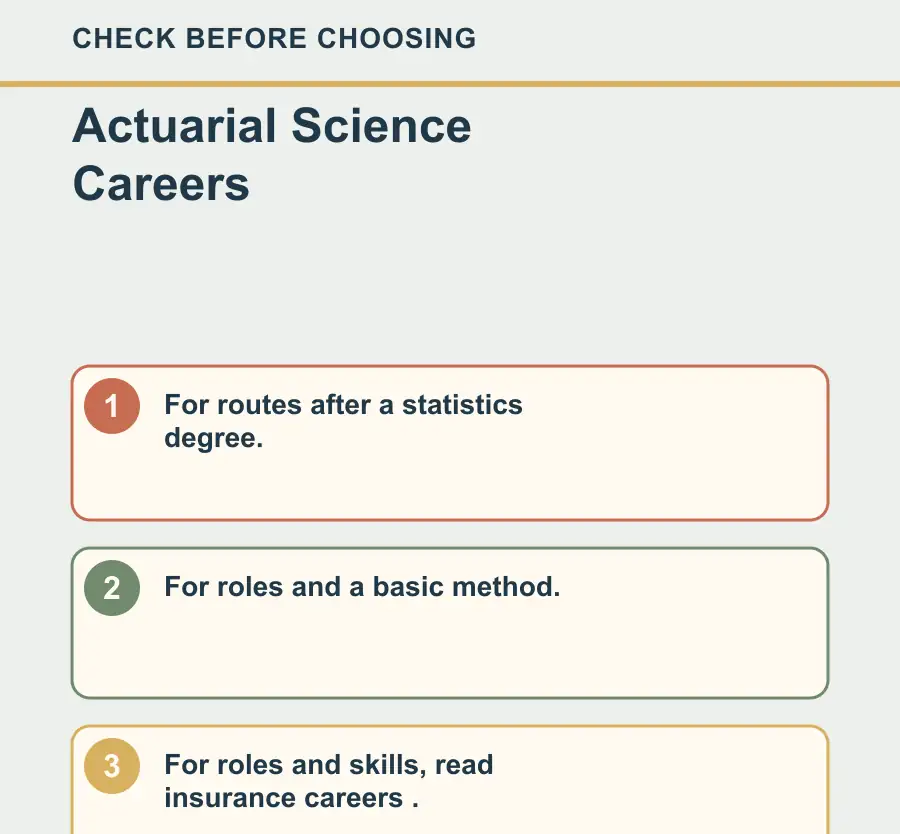 CHECK BEFORE CHOOSING
Actuarial Science
Careers
1
For routes after a statistics
degree.
2
For roles and a basic method.
3
For roles and skills, read
insurance careers .